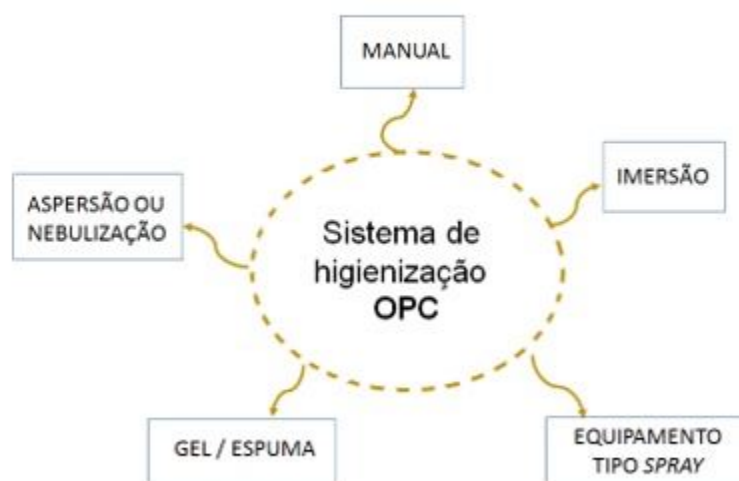 MANUAL
IMERSÃO
ASPERSÃO OU
NEBULIZAÇÃO
Sistema de
higienização
OPC
GEL / ESPUMA
EQUIPAMENTO
TIPO SPRAY